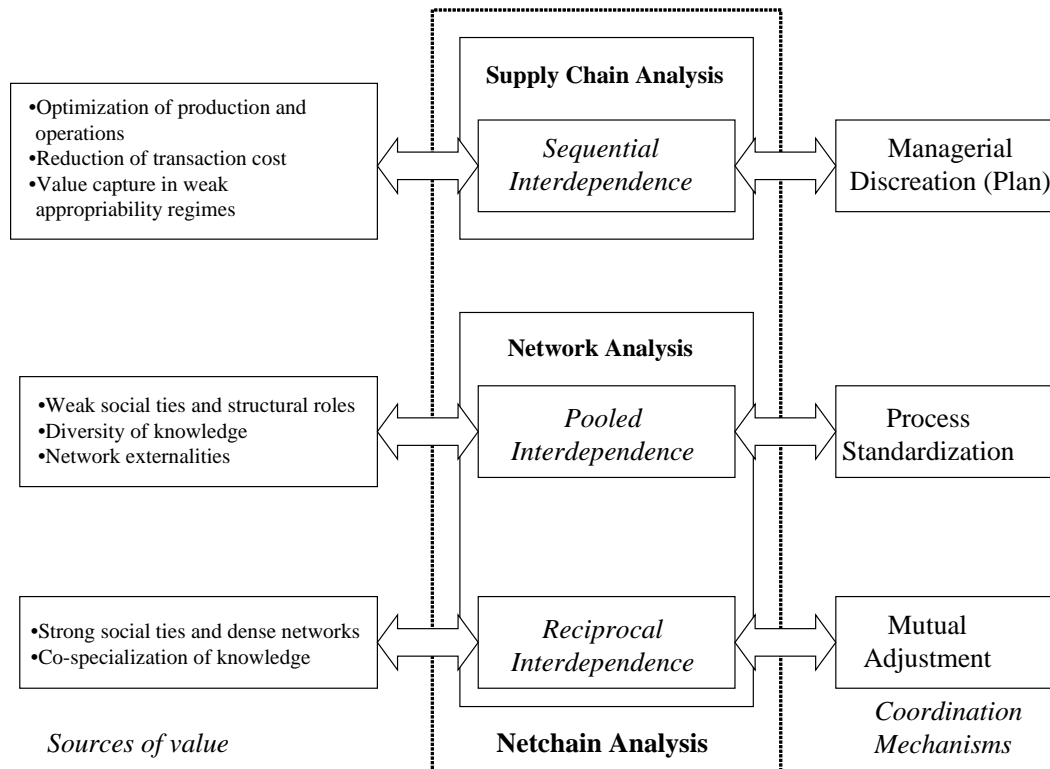 Supply Chain Analysis
•Optimization of production and
operations
•Reduction of transaction cost
•Value capture in weak
appropriability regimes
Sequential
Interdependence
Managerial
Discreation (Plan)
Network Analysis
•Weak social ties and structural roles
•Diversity of knowledge
•Network externalities
Pooled
Interdependence
Process
Standardization
•Strong social ties and dense networks
•Co-specialization of knowledge
Reciprocal
Interdependence
Mutual
Adjustment
Sources of value
Netchain Analysis
Coordination
Mechanisms